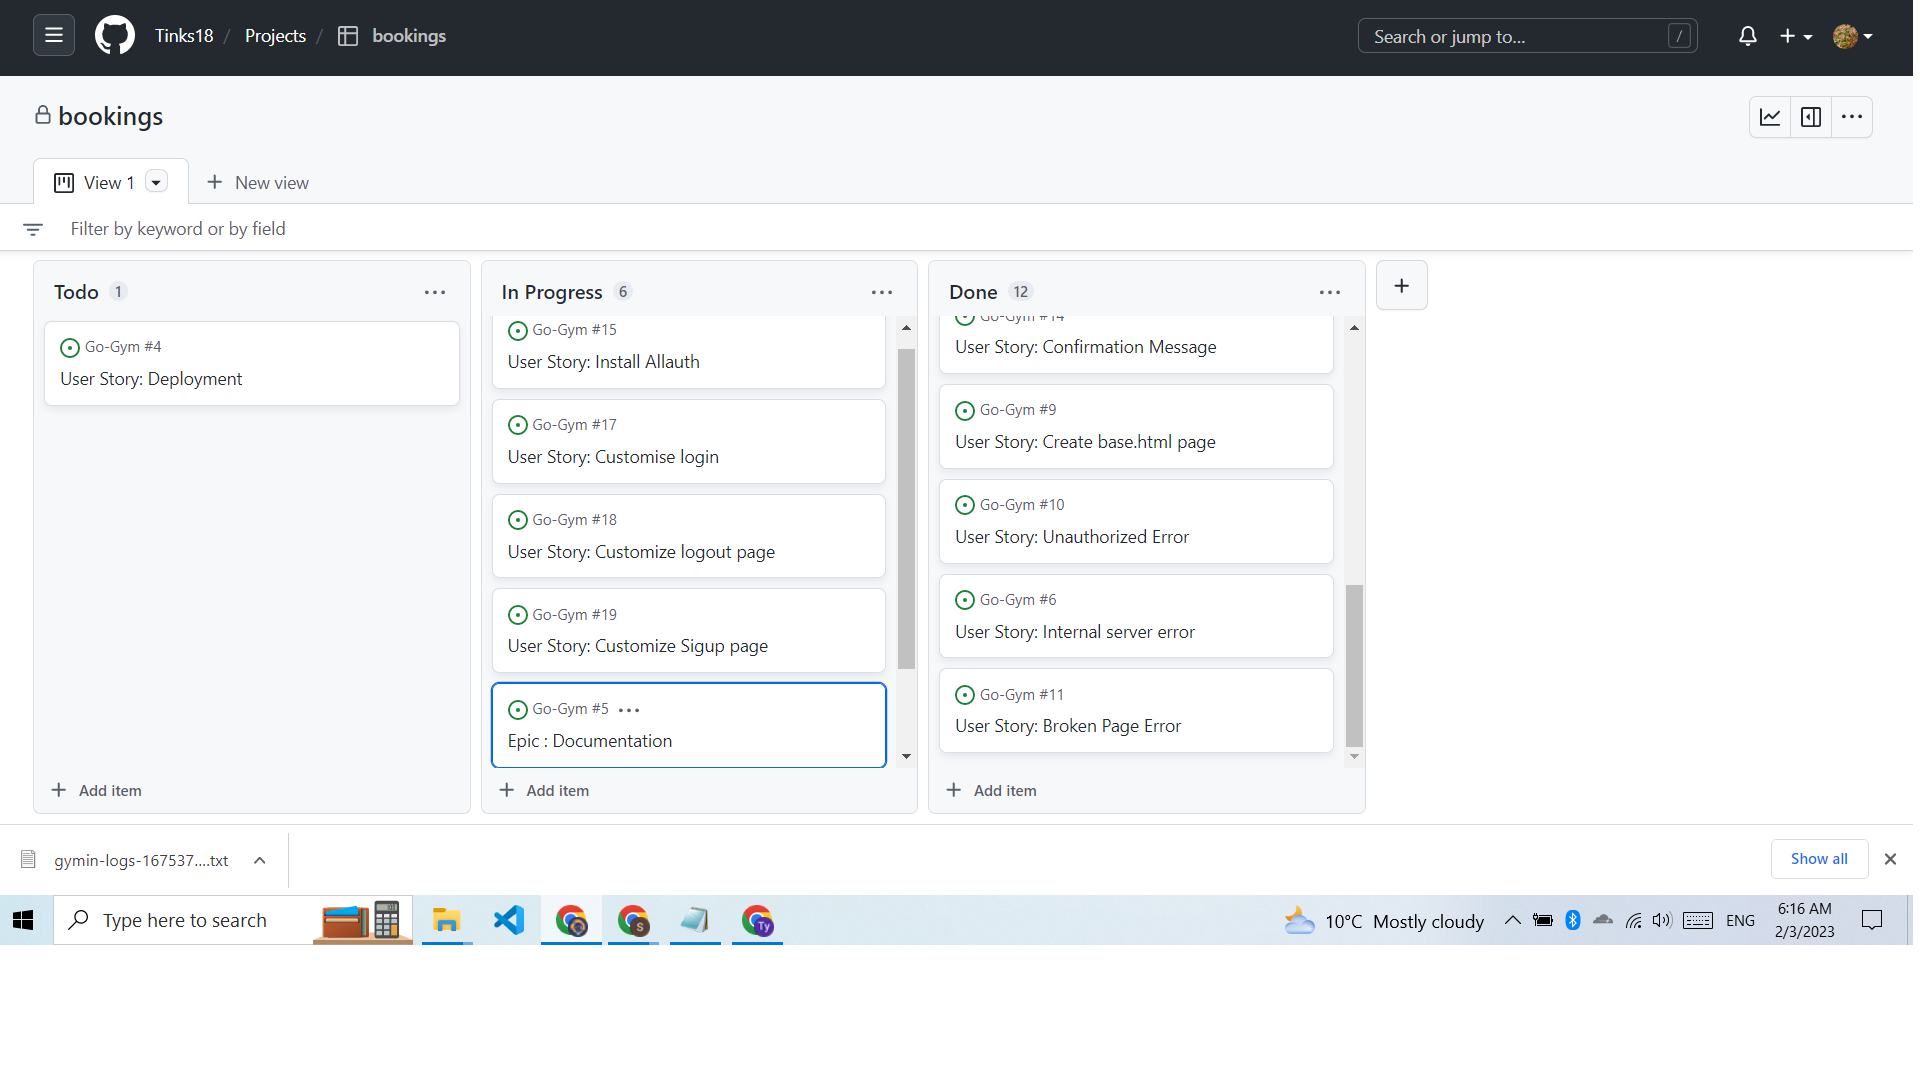 Tinks18 / Projects / bookings
Search or jump to... /
bookings
View 1
New view
Filter by keyword or by field
Todo 1
Go-Gym #4
User Story: Deployment
Add item
In Progress 6
Go-Gym #15
User Story: Install Allauth
Go-Gym #17
User Story: Customise login
Go-Gym #18
User Story: Customize logout page
Go-Gym #19
User Story: Customize Sigup page
Go-Gym #5
Epic : Documentation
Add item
Done 12
Go-Gym #14
User Story: Confirmation Message
Go-Gym #9
User Story: Create base.html page
Go-Gym #10
User Story: Unauthorized Error
Go-Gym #6
User Story: Internal server error
Go-Gym #11
User Story: Broken Page Error
Add item
gymin-logs-167537....txt
Show all
Type here to search
S
Ty
10°C Mostly cloudy
ENG
6:16 AM
2/3/2023